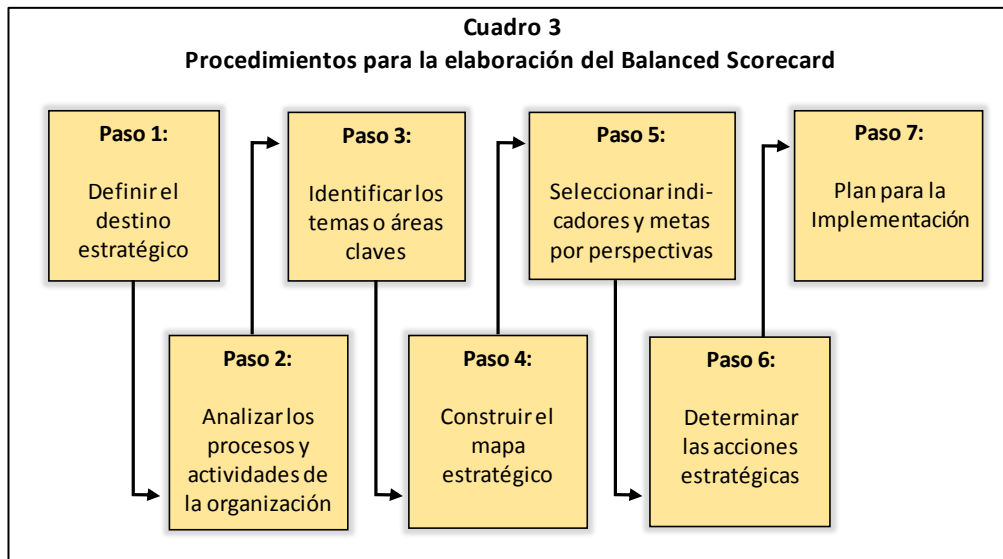 Cuadro 3
Procedimientos para la elaboración del Balanced Scorecard
Paso 1:
Definir el
destino
estratégico
Paso 2:
Analizar los
procesos y
actividades de
la organización
Paso 3:
Identificar los
temas o áreas
claves
Paso 4:
Construir el
mapa
estratégico
Paso 5:
Seleccionar indi-
cadores y metas
por perspectivas
Paso 6:
Determinar
las acciones
estratégicas
Paso 7:
Plan para la
Implementación